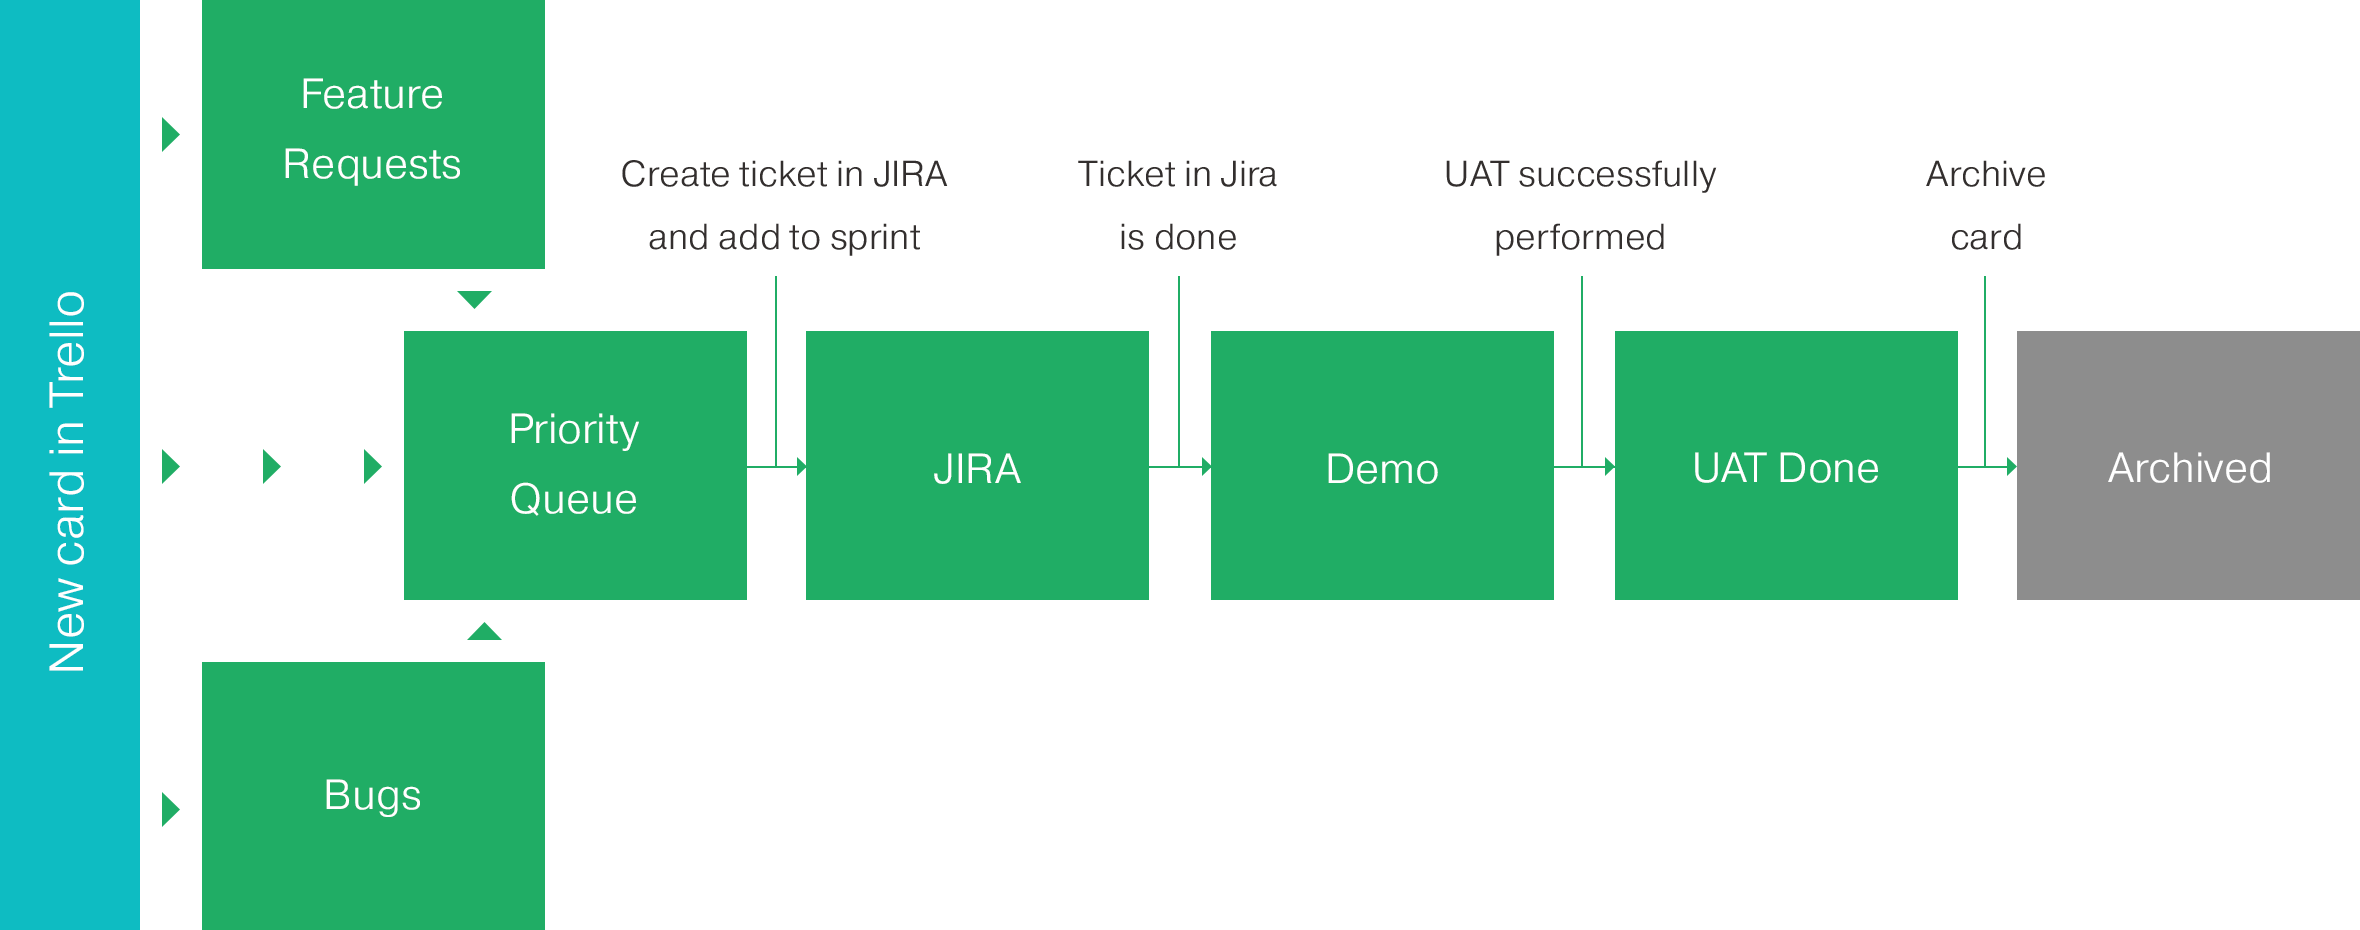 New card in Trello
Feature
Requests
Create ticket in JIRA
and add to sprint
Ticket in Jira
is done
UAT successfully
performed
Archive
card
Priority
Queue
JIRA
Demo
UAT Done
Archived
Bugs